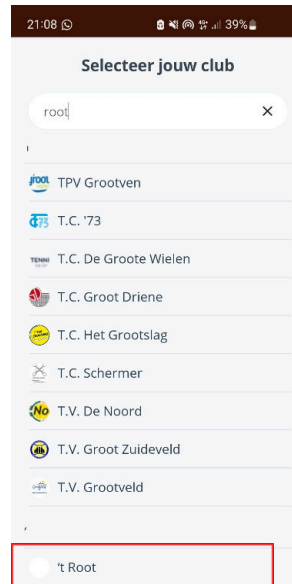 21:08 39%
Selecteer jouw club
root
'
TPV Grootven
T.C. '73
T.C. De Groote Wielen
T.C. Groot Driene
T.C. Het Grootslag
T.C. Schermer
T.V. De Noord
T.V. Groot Zuideveld
T.V. Grootveld
,
't Root